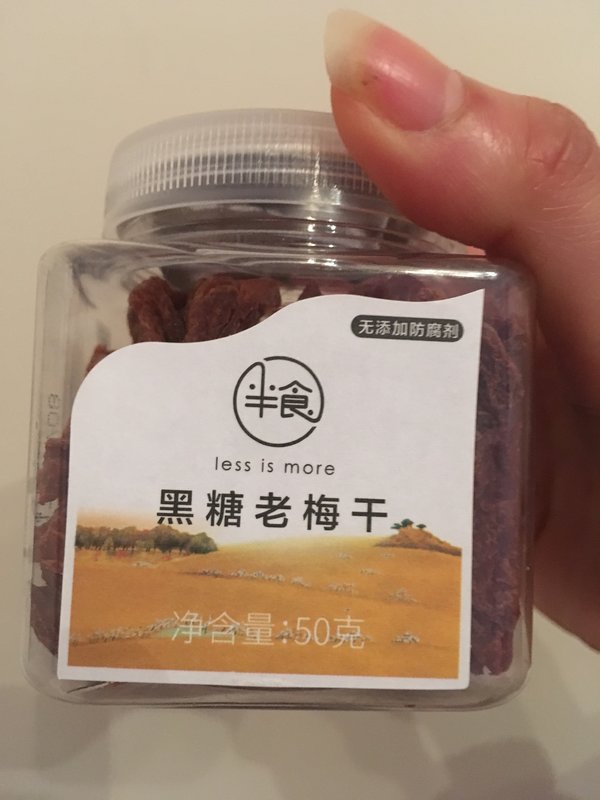 无添加防腐剂
半食
less is more
黑糖老梅干
净含量:50克